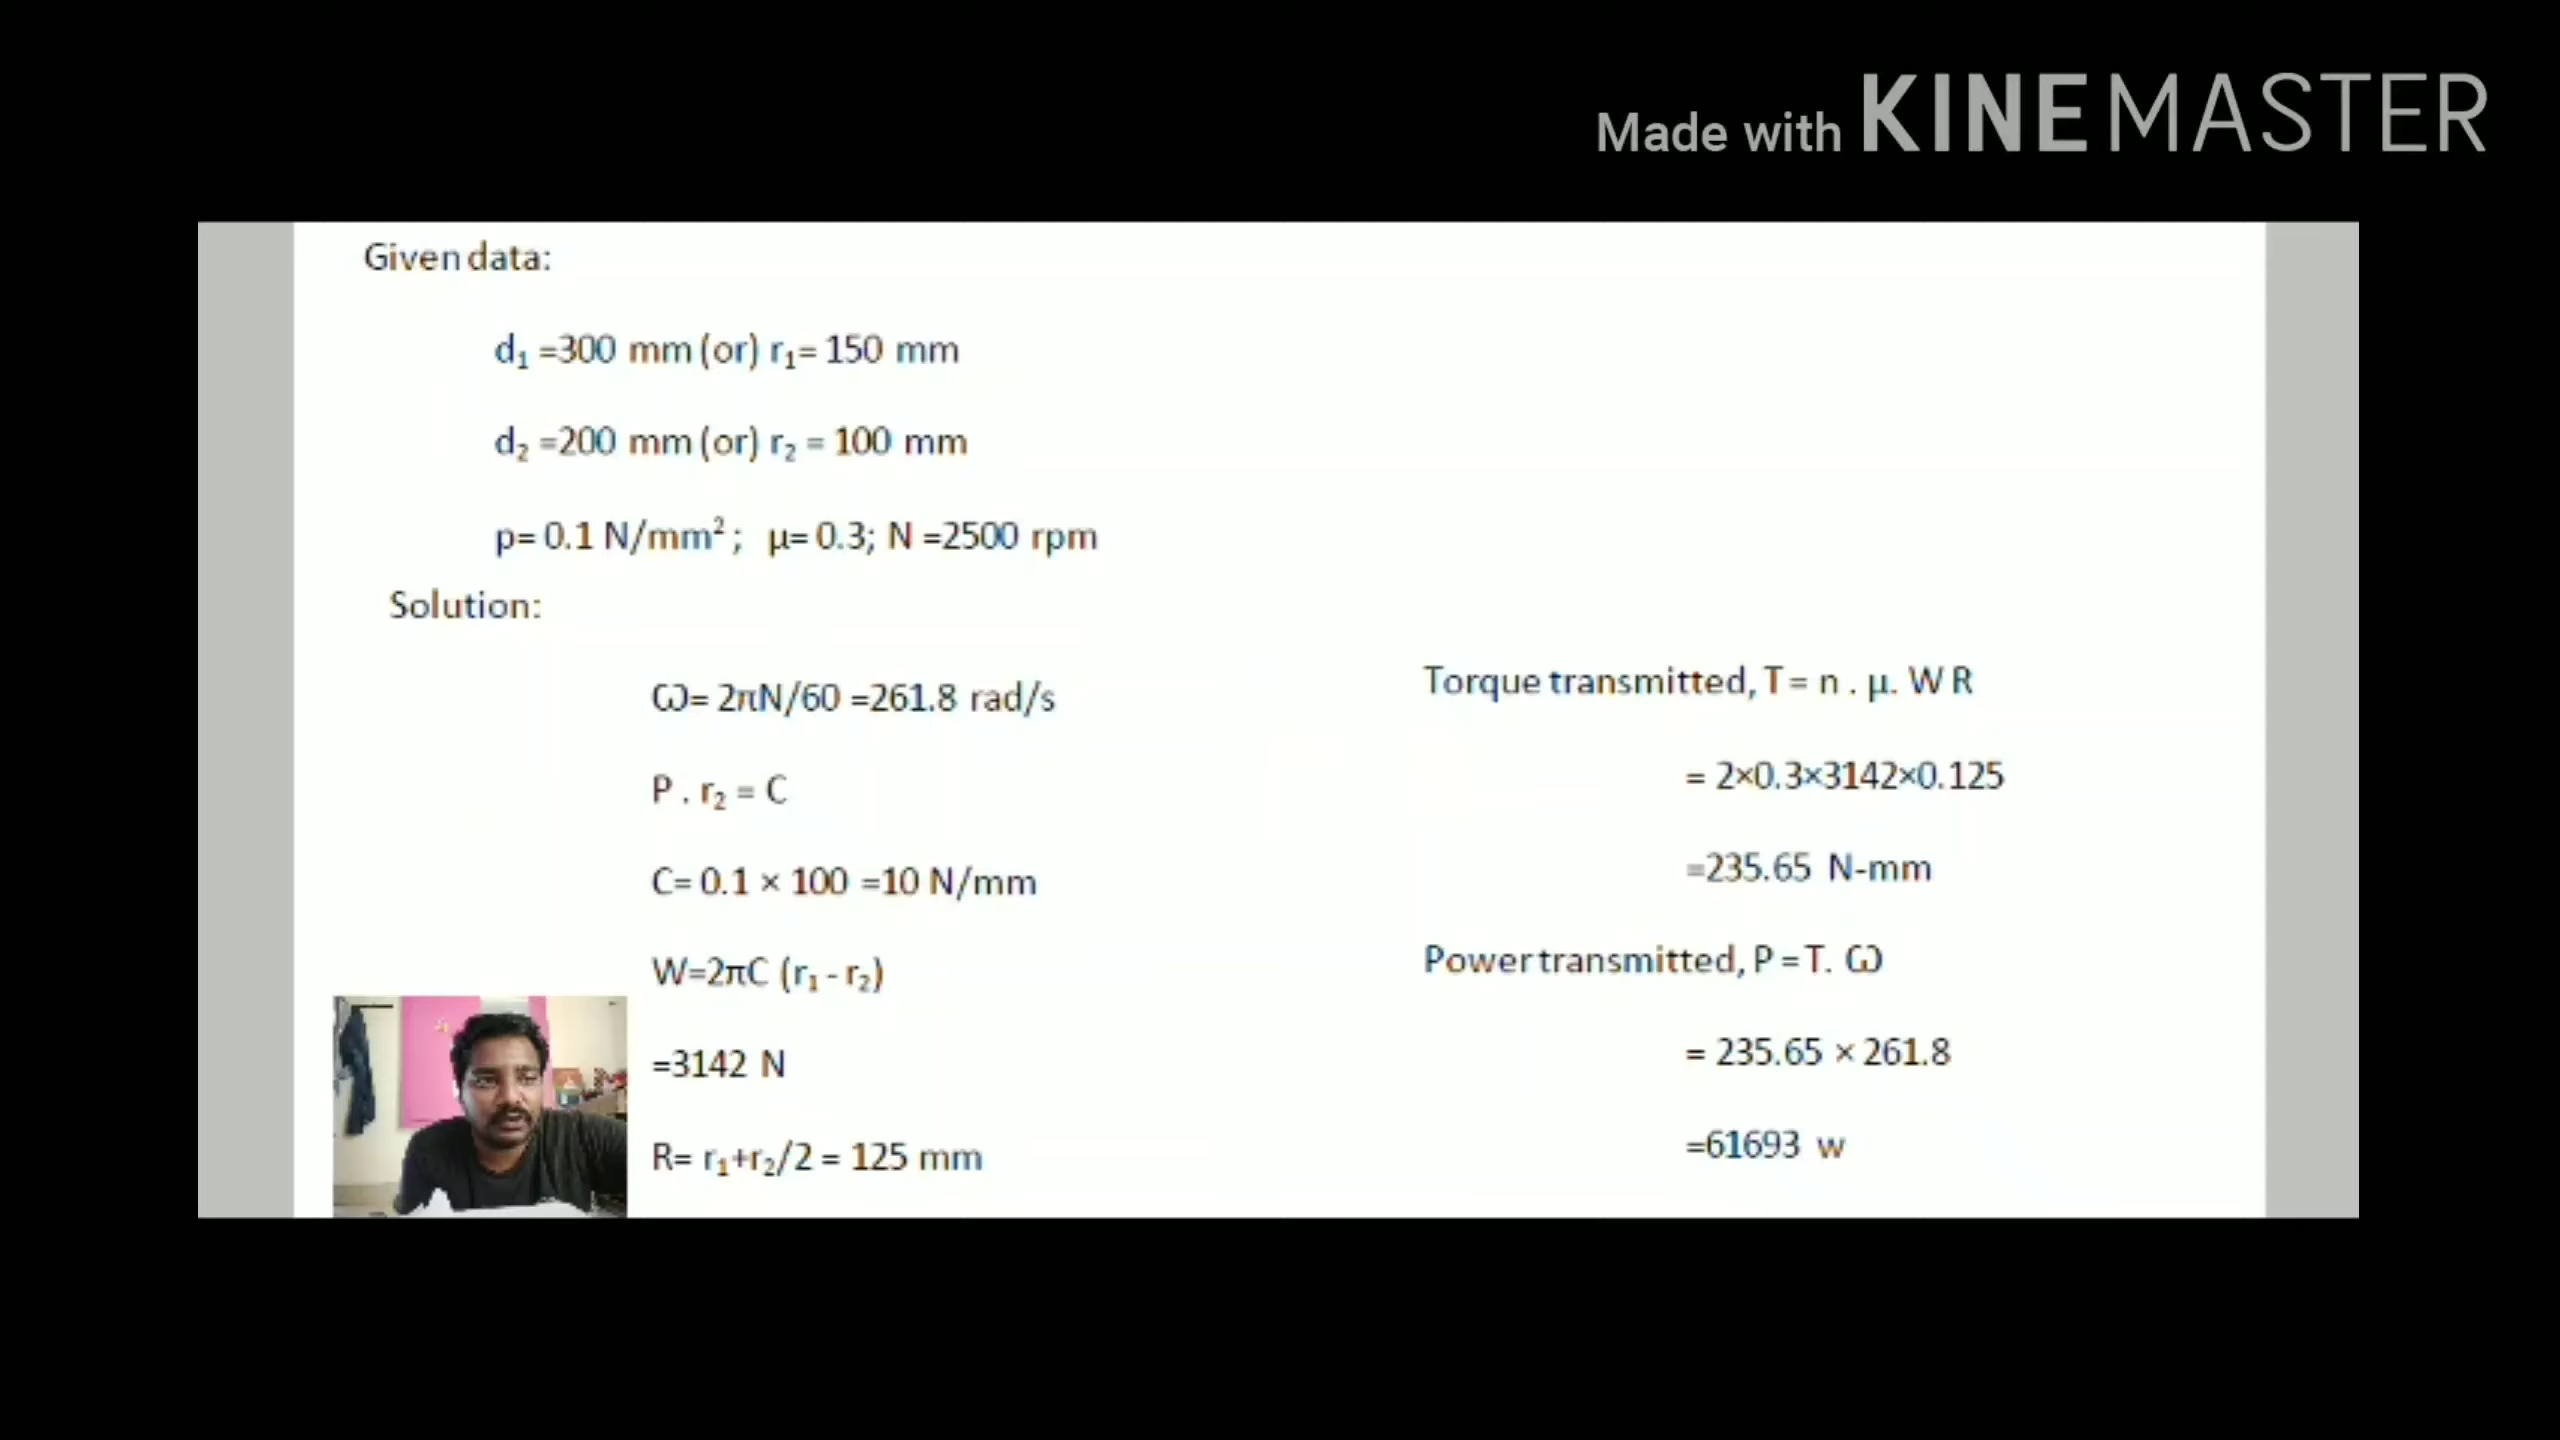 Made with KINEMASTER
Given data:
d₁ =300 mm (or) r₁= 150 mm
d₂ =200 mm (or) r₂ = 100 mm
p= 0.1 N/mm² ; μ= 0.3; N =2500 rpm
Solution:
Ѡ= 2πN/60 =261.8 rad/s
P . r₂ = C
C= 0.1 × 100 =10 N/mm
W=2πC (r₁ - r₂)
=3142 N
R= r₁+r₂/2 = 125 mm
Torque transmitted, T= n . μ. W R
= 2×0.3×3142×0.125
=235.65 N-mm
Power transmitted, P =T. Ѡ
= 235.65 × 261.8
=61693 w